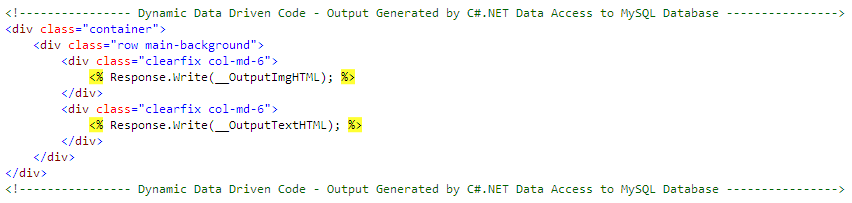 <!---------------- Dynamic Data Driven Code - Output Generated by C#.NET Data Access to MySQL Database ---------------->
<div class="container">
    <div class="row main-background">
        <div class="clearfix col-md-6">
            <% Response.Write(__OutputImgHTML); %>
        </div>
        <div class="clearfix col-md-6">
            <% Response.Write(__OutputTextHTML); %>
        </div>
    </div>
</div>
<!---------------- Dynamic Data Driven Code - Output Generated by C#.NET Data Access to MySQL Database ---------------->